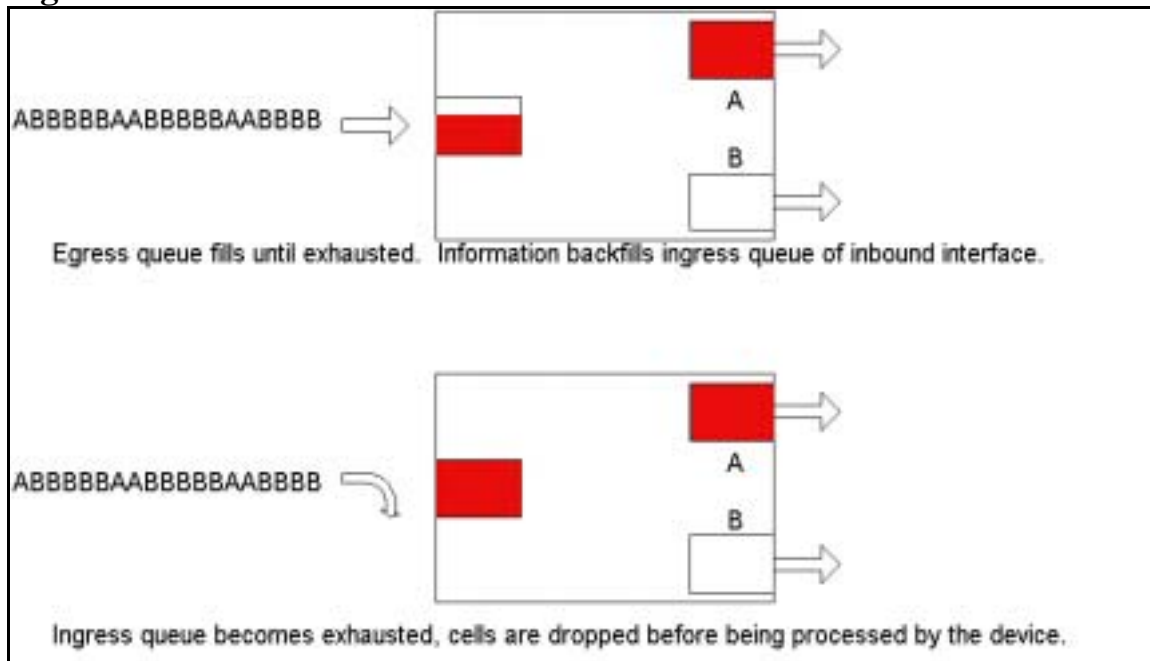 A
ABBBBBAABBBBBAABBBB
B
Egress queue fills until exhausted. Information backfills ingress queue of inbound interface.
A
ABBBBBAABBBBBAABBBB
B
Ingress queue becomes exhausted, cells are dropped before being processed by the device.